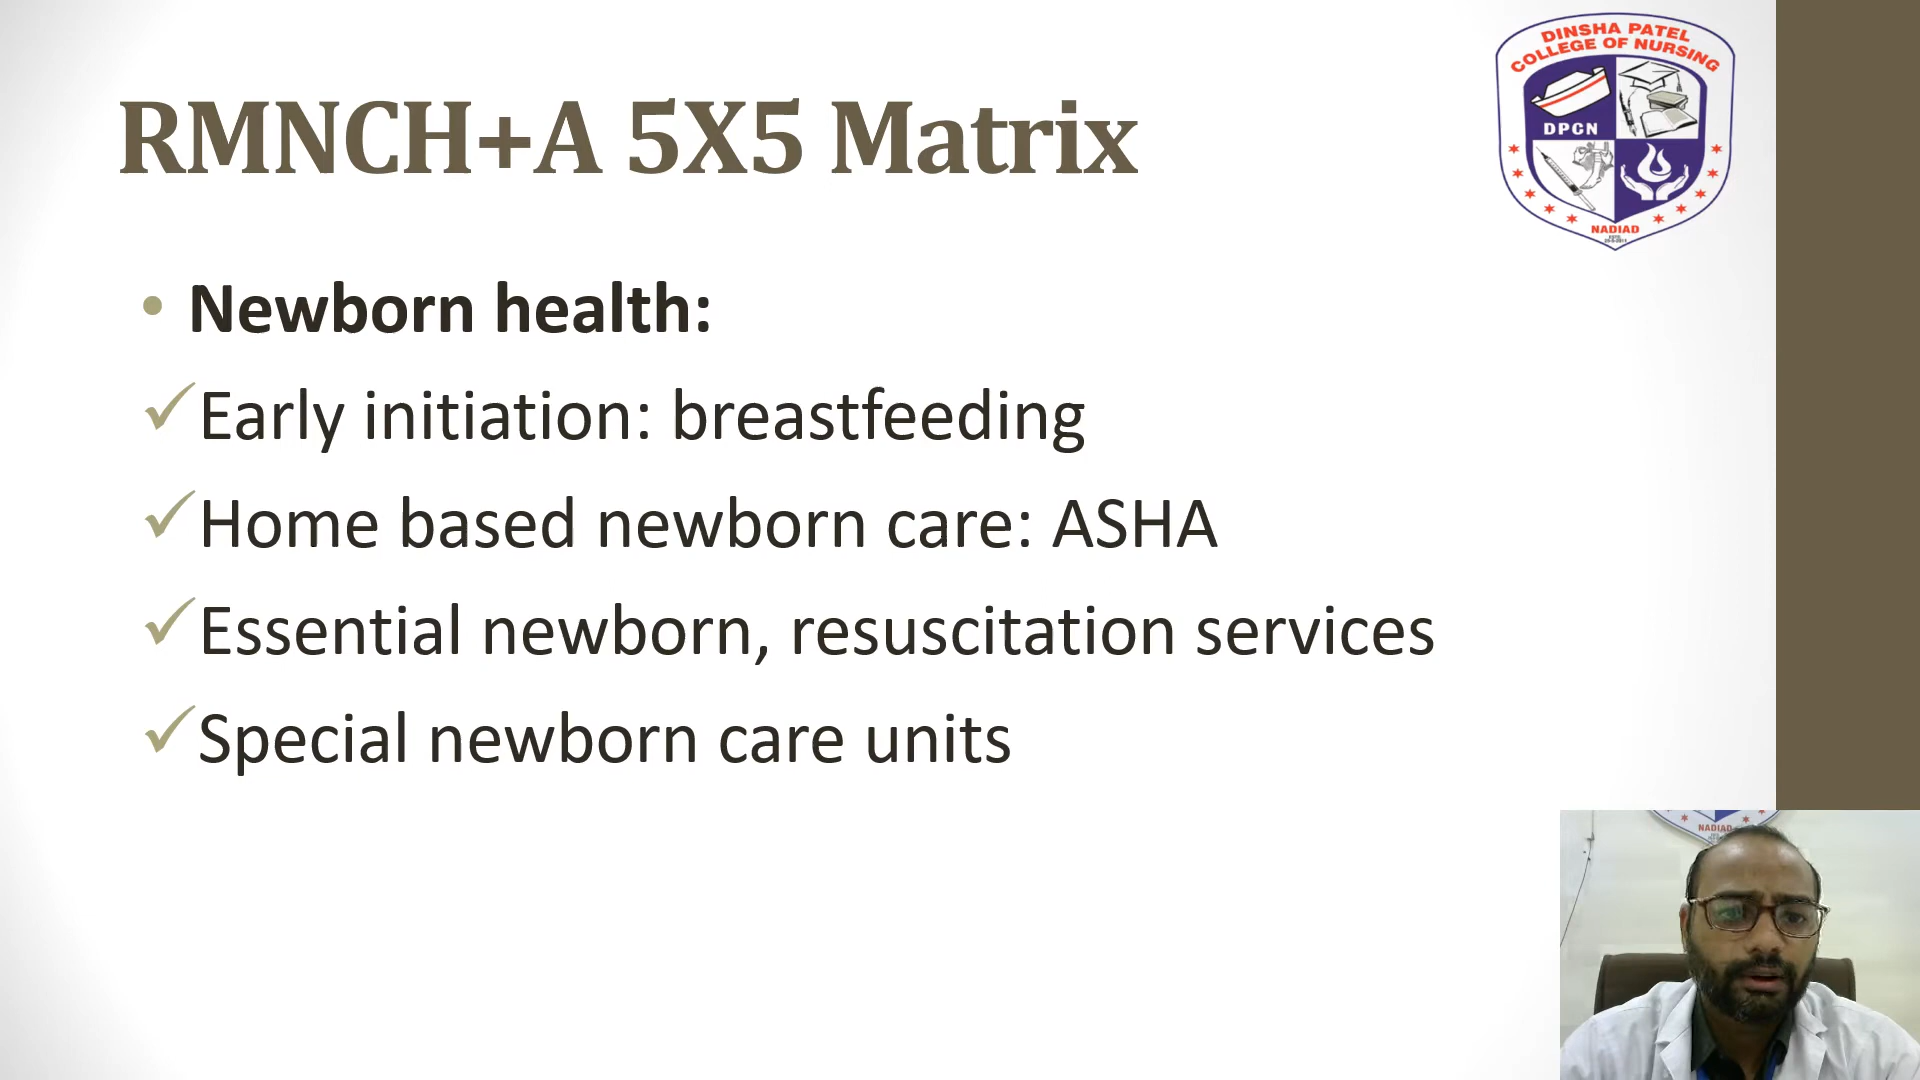 DINSHA PATEL
COLLEGE OF NURSING
DPCN
NADIAD
RMNCH+A 5X5 Matrix
• Newborn health:
✓Early initiation: breastfeeding
✓Home based newborn care: ASHA
✓Essential newborn, resuscitation services
✓Special newborn care units
NADIAD